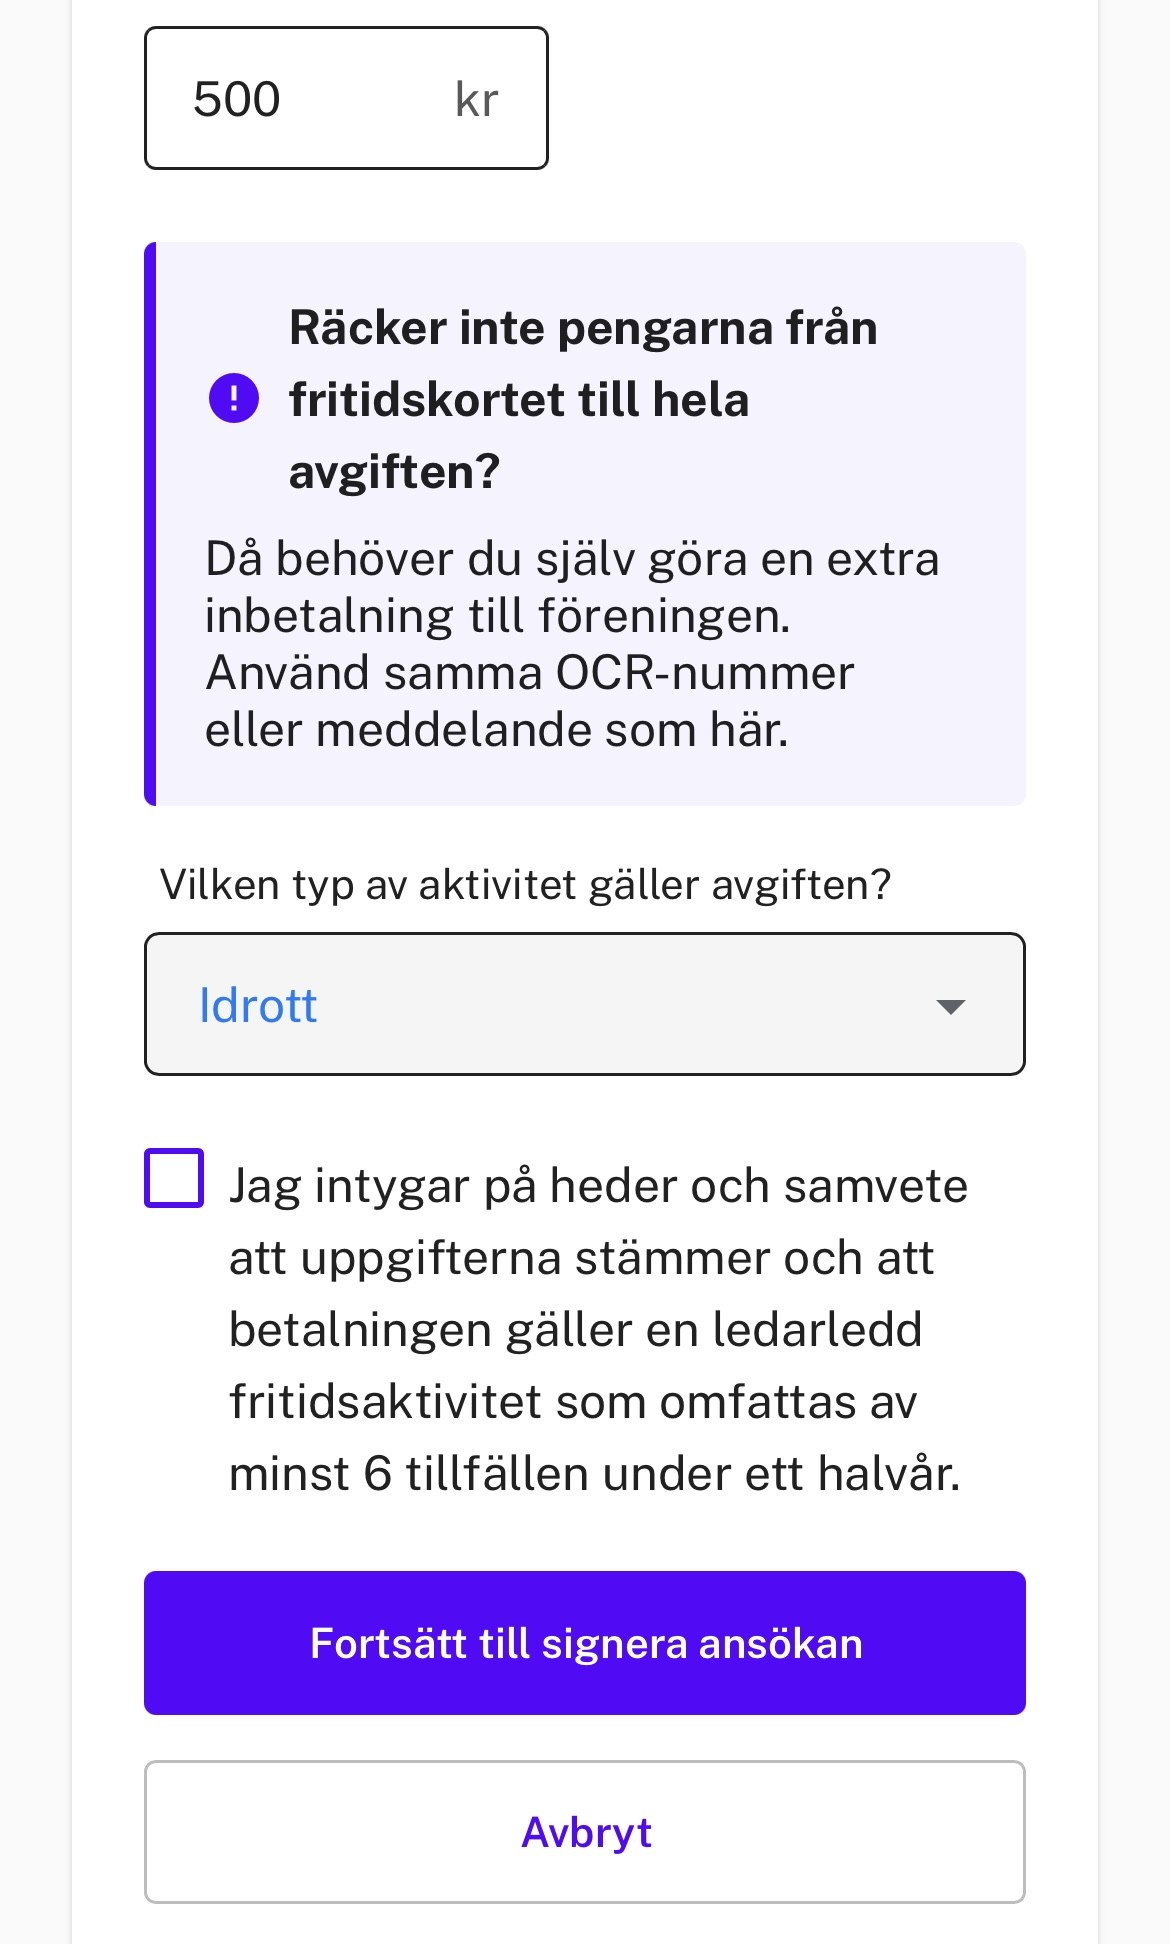 500 kr
Räcker inte pengarna från
fritidskortet till hela
avgiften?
Då behöver du själv göra en extra
inbetalning till föreningen.
Använd samma OCR-nummer
eller meddelande som här.
Vilken typ av aktivitet gäller avgiften?
Idrott
Jag intygar på heder och samvete
att uppgifterna stämmer och att
betalningen gäller en ledarledd
fritidsaktivitet som omfattas av
minst 6 tillfällen under ett halvår.
Fortsätt till signera ansökan
Avbryt